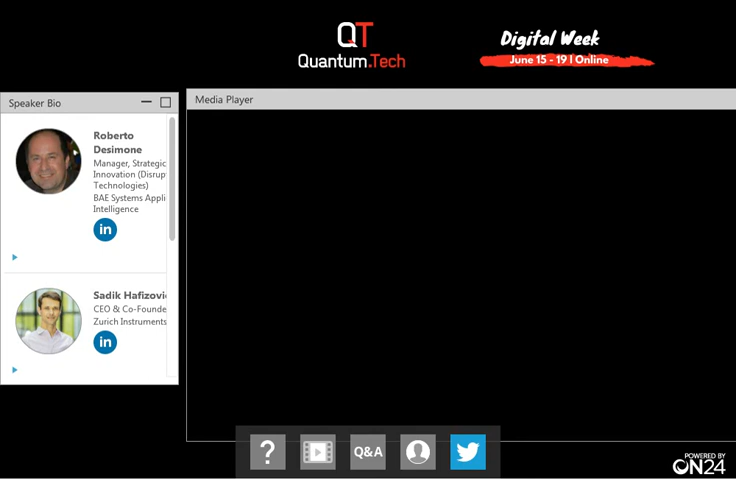 QT
Quantum.Tech
Digital Week
June 15 - 19 | Online
Speaker Bio
Media Player
Roberto
Desimone
Manager, Strategic
Innovation (Disrup
Technologies)
BAE Systems Appli
Intelligence
in
Sadik Hafizovi
CEO & Co-Founde
Zurich Instruments
in
?
Q&A
POWERED BY
ON24